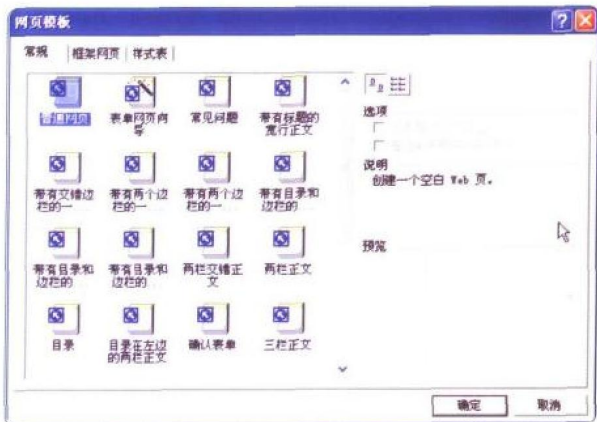 网页模板
常规 框架网页 样式表
普通网页
表单网页向
导
常见问题
带有标题的
宽行正文
选项
说明
创建一个空白 Web 页。
带有交错边
栏的一
带有两个边
栏的一
带有两个边
栏的一
带有目录和
边栏的
预览
带有目录和
边栏的
带有目录和
边栏的
两栏交错正
文
两栏正文
目录
目录在左边
的两栏正文
确认表单
三栏正文
确定 取消